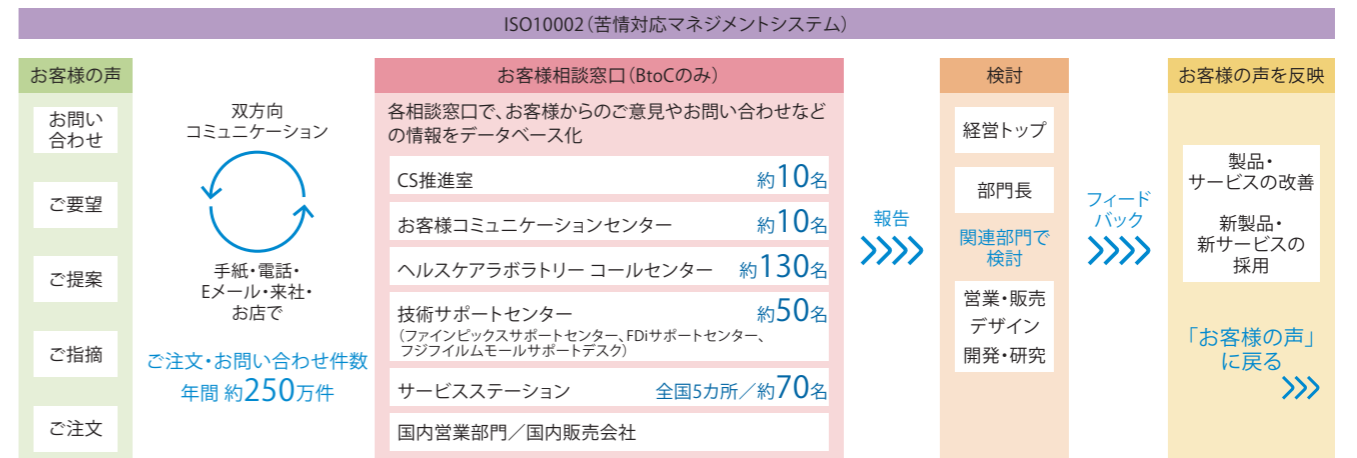 ISO10002（苦情対応マネジメントシステム）
お客様の声
お問い
合わせ
ご要望
ご提案
ご指摘
ご注文
双方向
コミュニケーション
手紙・電話・
Eメール・来社・
お店で
ご注文・お問い合わせ件数
年間 約250万件
お客様相談窓口（BtoCのみ）
各相談窓口で、お客様からのご意見やお問い合わせなど
の情報をデータベース化
CS推進室 約10名
お客様コミュニケーションセンター 約10名
ヘルスケアラボラトリー コールセンター 約130名
技術サポートセンター 約50名
（ファインピックスサポートセンター、FDiサポートセンター、
フジフイルムモールサポートデスク）
サービスステーション 全国5カ所／約70名
国内営業部門／国内販売会社
報告
検討
経営トップ
部門長
関連部門で
検討
営業・販売
デザイン
開発・研究
フィード
バック
お客様の声を反映
製品・
サービスの改善
新製品・
新サービスの
採用
「お客様の声」
に戻る